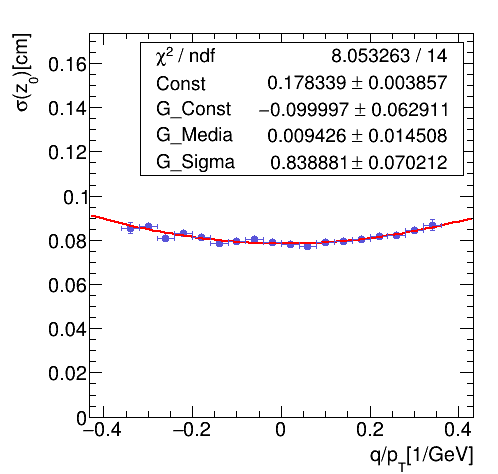 σ(z0)[cm]
χ² / ndf 8.053263 / 14
Const 0.178339 ± 0.003857
G_Const −0.099997 ± 0.062911
G_Media 0.009426 ± 0.014508
G_Sigma 0.838881 ± 0.070212
0.16
0.14
0.12
0.1
0.08
0.06
0.04
0.02
0
−0.4 −0.2 0 0.2 0.4
q/pT[1/GeV]